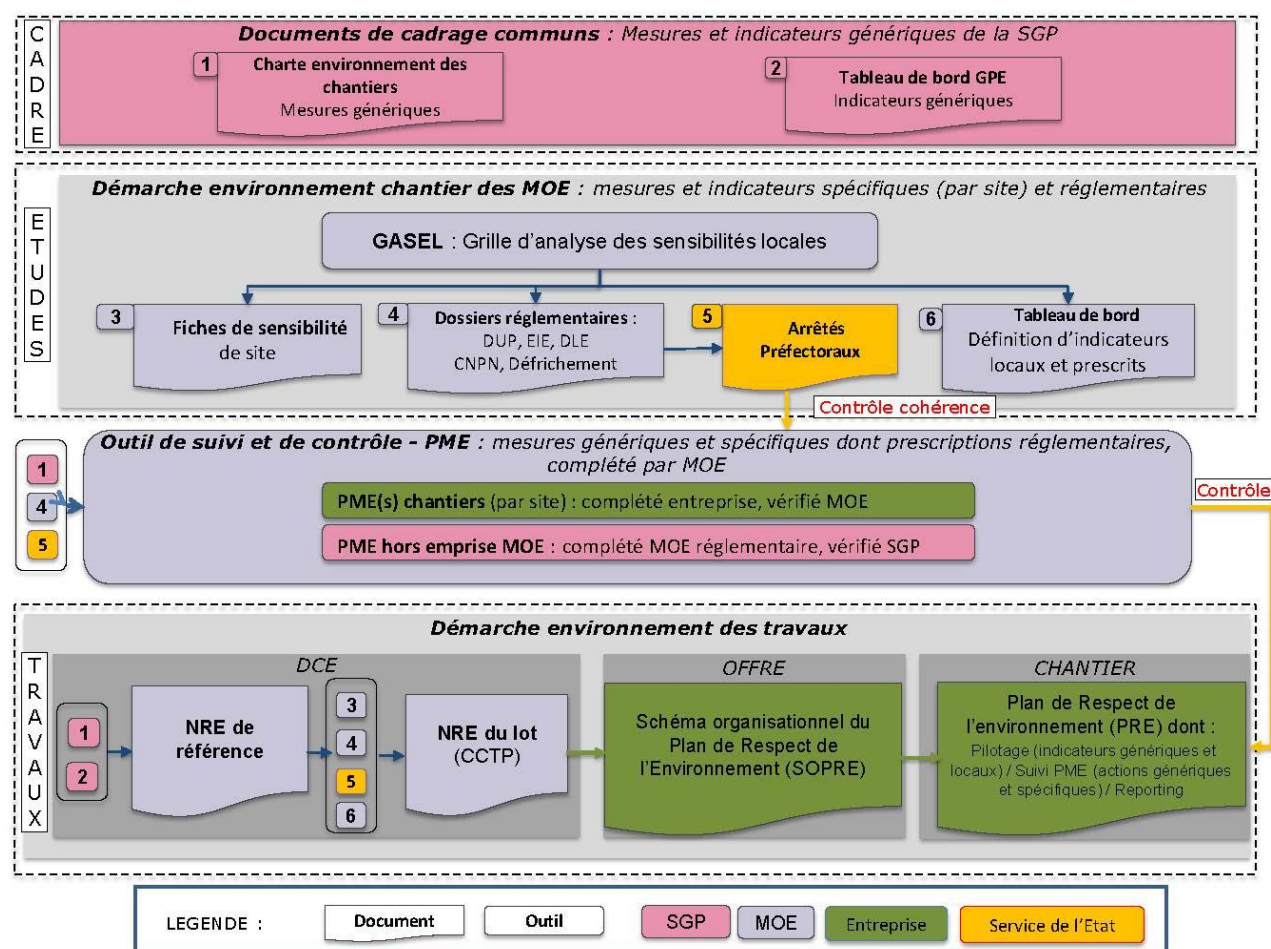 CADRE
Documents de cadrage communs : Mesures et indicateurs génériques de la SGP
1
Charte environnement des
chantiers
Mesures génériques
2
Tableau de bord GPE
Indicateurs génériques
ETUDES
Démarche environnement chantier des MOE : mesures et indicateurs spécifiques (par site) et réglementaires
GASEL : Grille d'analyse des sensibilités locales
3
Fiches de sensibilité
de site
4
Dossiers réglementaires :
DUP, EIE, DLE
CNPN, Défrichement
5
Arrêtés
Préfectoraux
6
Tableau de bord
Définition d'indicateurs
locaux et prescrits
Contrôle cohérence
1
4
5
Outil de suivi et de contrôle – PME : mesures génériques et spécifiques dont prescriptions réglementaires,
complété par MOE
PME(s) chantiers (par site) : complété entreprise, vérifié MOE
PME hors emprise MOE : complété MOE réglementaire, vérifié SGP
Contrôle
TRAVAUX
Démarche environnement des travaux
DCE
1
2
NRE de
référence
3
4
5
6
NRE du lot
(CCTP)
OFFRE
Schéma organisationnel du
Plan de Respect de
l'Environnement (SOPRE)
CHANTIER
Plan de Respect de
l'environnement (PRE) dont :
Pilotage (indicateurs génériques et
locaux) / Suivi PME (actions génériques
et spécifiques) / Reporting
LEGENDE :
Document
Outil
SGP
MOE
Entreprise
Service de l'Etat